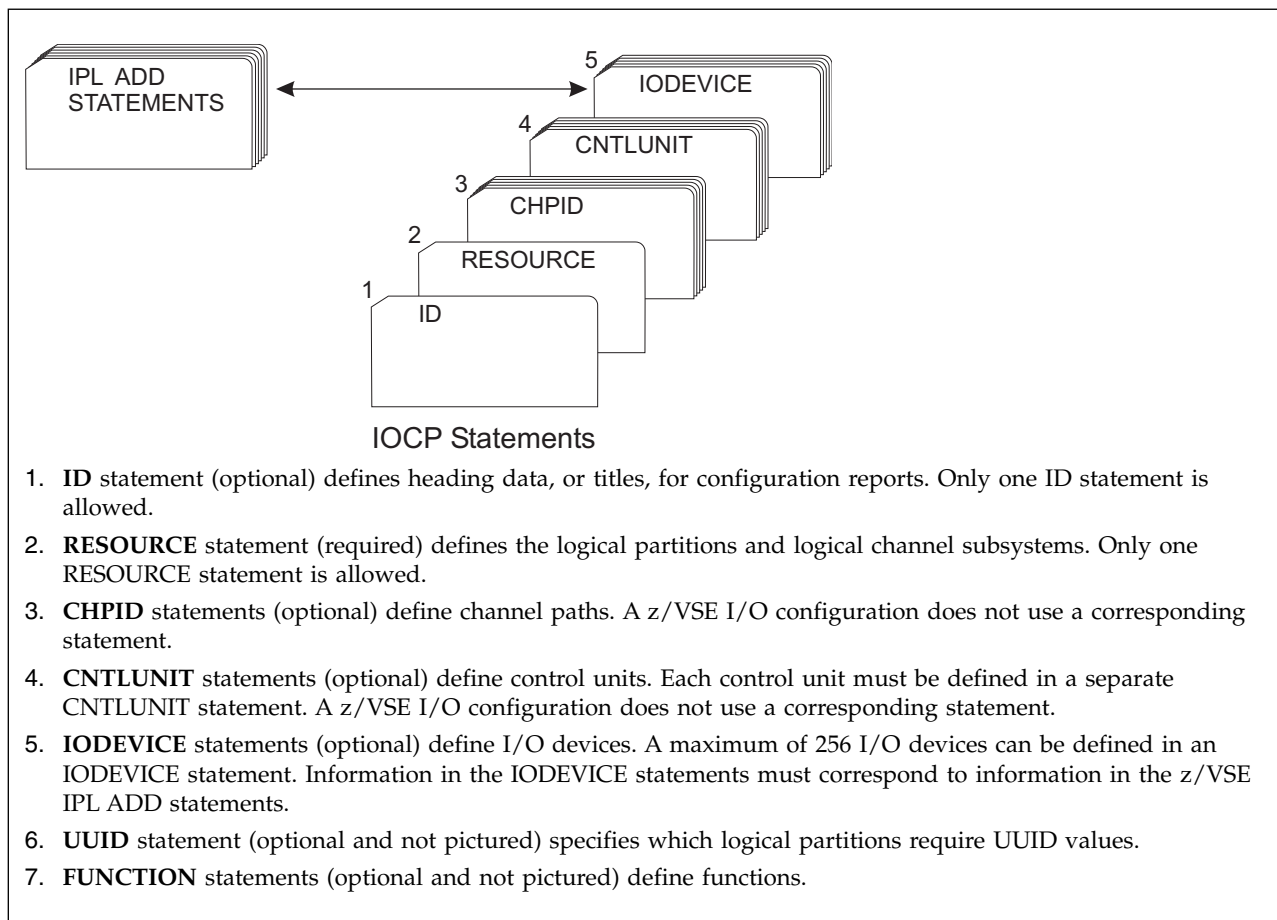 IPL ADD
STATEMENTS
5
IODEVICE
4
CNTLUNIT
3
CHPID
2
RESOURCE
1
ID
IOCP Statements
1. ID statement (optional) defines heading data, or titles, for configuration reports. Only one ID statement is
allowed.
2. RESOURCE statement (required) defines the logical partitions and logical channel subsystems. Only one
RESOURCE statement is allowed.
3. CHPID statements (optional) define channel paths. A z/VSE I/O configuration does not use a corresponding
statement.
4. CNTLUNIT statements (optional) define control units. Each control unit must be defined in a separate
CNTLUNIT statement. A z/VSE I/O configuration does not use a corresponding statement.
5. IODEVICE statements (optional) define I/O devices. A maximum of 256 I/O devices can be defined in an
IODEVICE statement. Information in the IODEVICE statements must correspond to information in the z/VSE
IPL ADD statements.
6. UUID statement (optional and not pictured) specifies which logical partitions require UUID values.
7. FUNCTION statements (optional and not pictured) define functions.